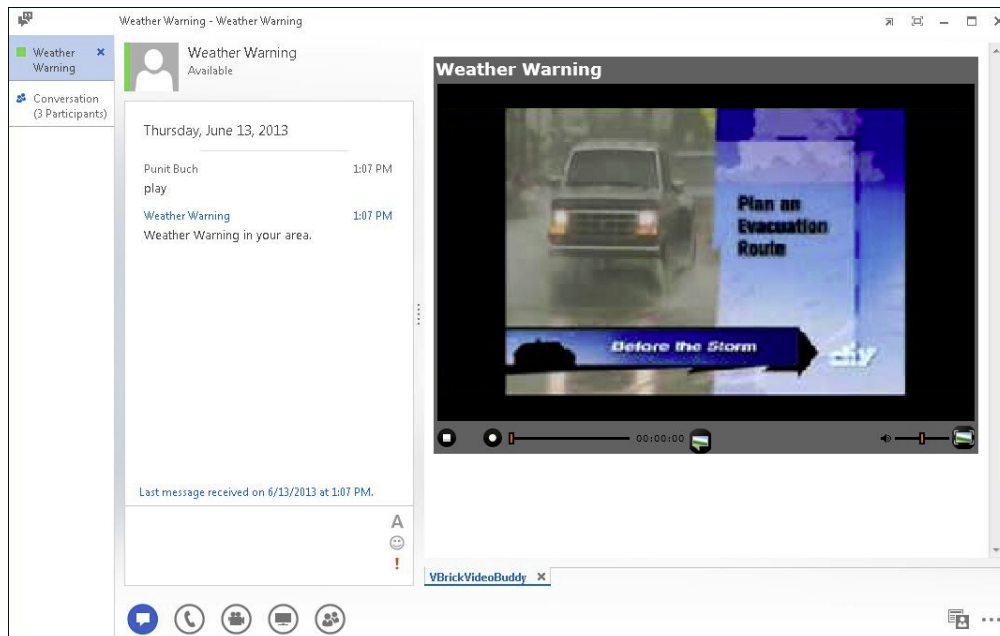 Weather Warning - Weather Warning
Weather
Warning
Conversation
(3 Participants)
Weather Warning
Available
Thursday, June 13, 2013
Punit Buch 1:07 PM
play
Weather Warning 1:07 PM
Weather Warning in your area.
Last message received on 6/13/2013 at 1:07 PM.
A
!
Weather Warning
Plan an
Evacuation
Route
Before the Storm
diy
00:00:00
VBrickVideoBuddy